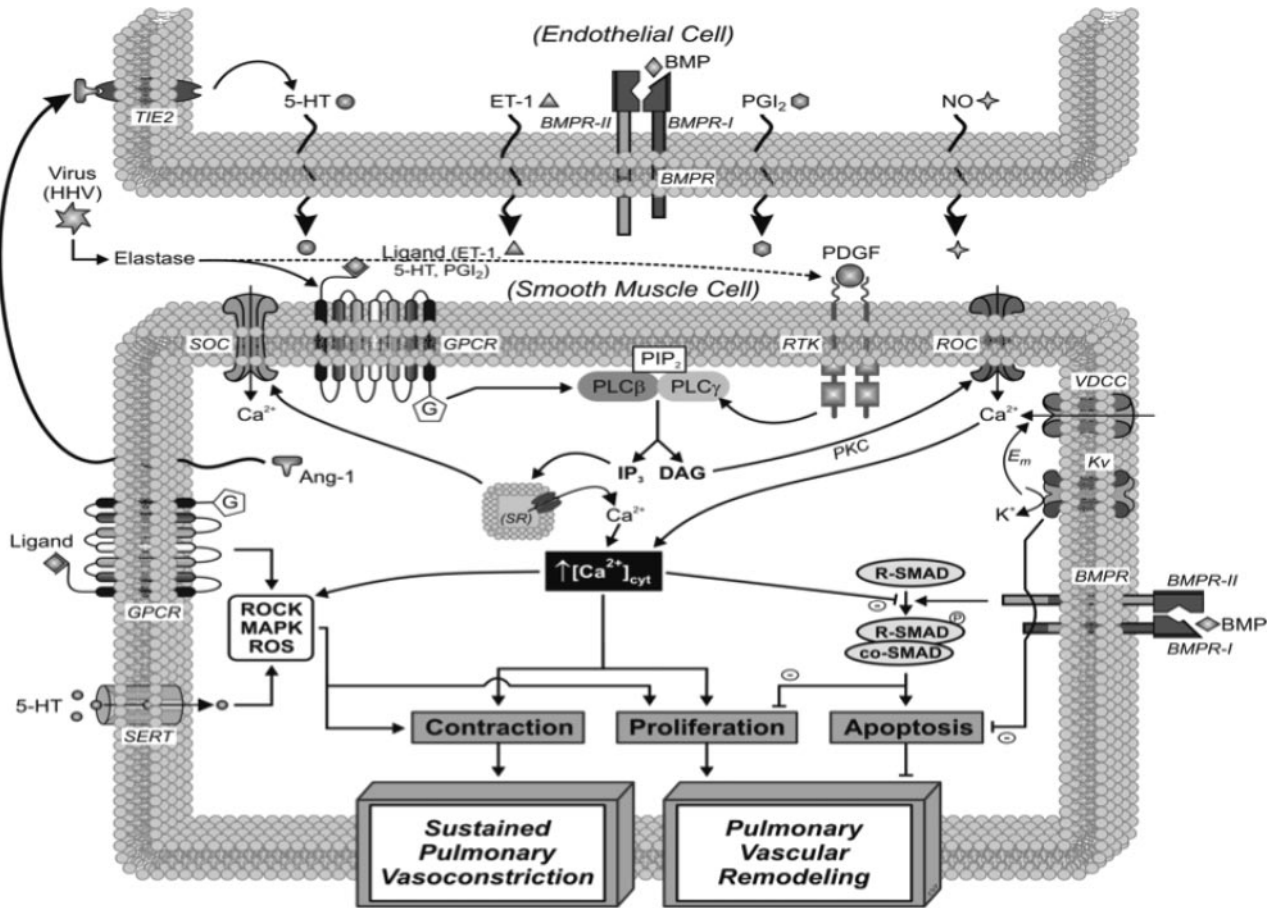 (Endothelial Cell)
BMP
5-HT
ET-1
PGI₂
NO
TIE2
BMPR-II
BMPR-I
BMPR
Virus
(HHV)
Elastase
Ligand (ET-1,
5-HT, PGI₂)
PDGF
(Smooth Muscle Cell)
SOC
GPCR
RTK
ROC
PIP₂
PLCβ
PLCγ
VDCC
G
Ca²⁺
Ca²⁺
PKC
Eₘ
Kv
IP₃
DAG
Ang-1
G
(SR)
Ca²⁺
K⁺
Ligand
↑[Ca²⁺]cyt
R-SMAD
BMPR
BMPR-II
GPCR
ROCK
MAPK
ROS
-
P
R-SMAD
co-SMAD
BMP
BMPR-I
-
5-HT
SERT
Contraction
Proliferation
Apoptosis
-
Sustained
Pulmonary
Vasoconstriction
Pulmonary
Vascular
Remodeling